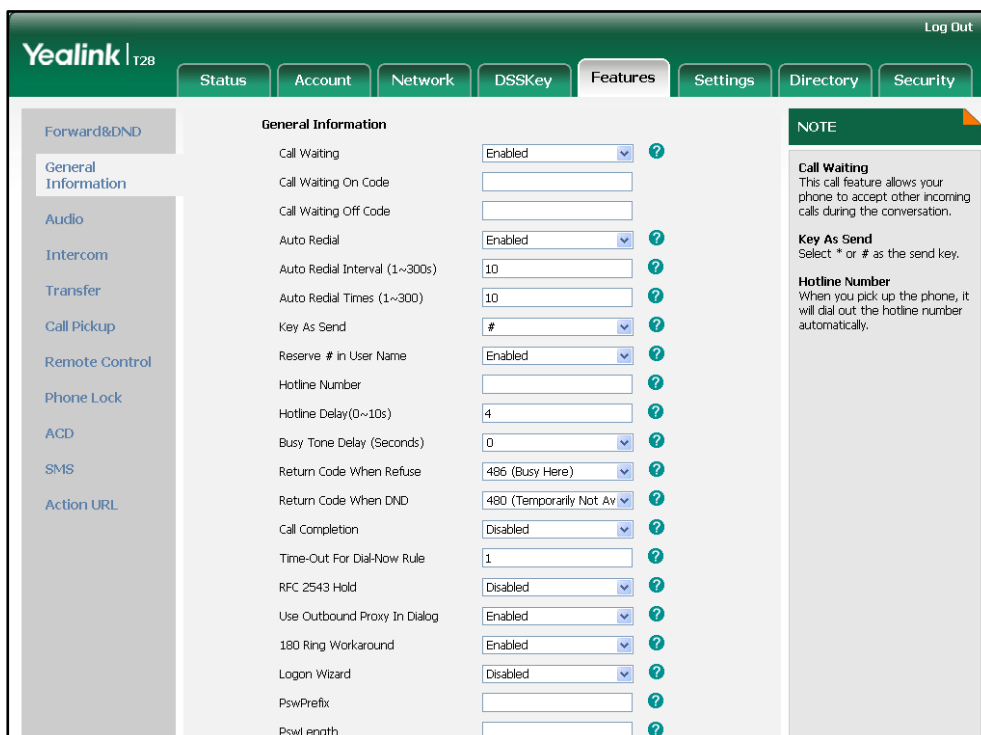 Log Out
Yealink | T28
Status Account Network DSSKey Features Settings Directory Security
Forward&DND
General
Information
Audio
Intercom
Transfer
Call Pickup
Remote Control
Phone Lock
ACD
SMS
Action URL
General Information
Call Waiting Enabled ?
Call Waiting On Code
Call Waiting Off Code
Auto Redial Enabled ?
Auto Redial Interval (1~300s) 10 ?
Auto Redial Times (1~300) 10 ?
Key As Send # ?
Reserve # in User Name Enabled ?
Hotline Number ?
Hotline Delay(0~10s) 4 ?
Busy Tone Delay (Seconds) 0 ?
Return Code When Refuse 486 (Busy Here) ?
Return Code When DND 480 (Temporarily Not Av ?
Call Completion Disabled ?
Time-Out For Dial-Now Rule 1 ?
RFC 2543 Hold Disabled ?
Use Outbound Proxy In Dialog Enabled ?
180 Ring Workaround Enabled ?
Logon Wizard Disabled ?
PswPrefix ?
PswLength ?
NOTE
Call Waiting
This call feature allows your
phone to accept other incoming
calls during the conversation.
Key As Send
Select * or # as the send key.
Hotline Number
When you pick up the phone, it
will dial out the hotline number
automatically.